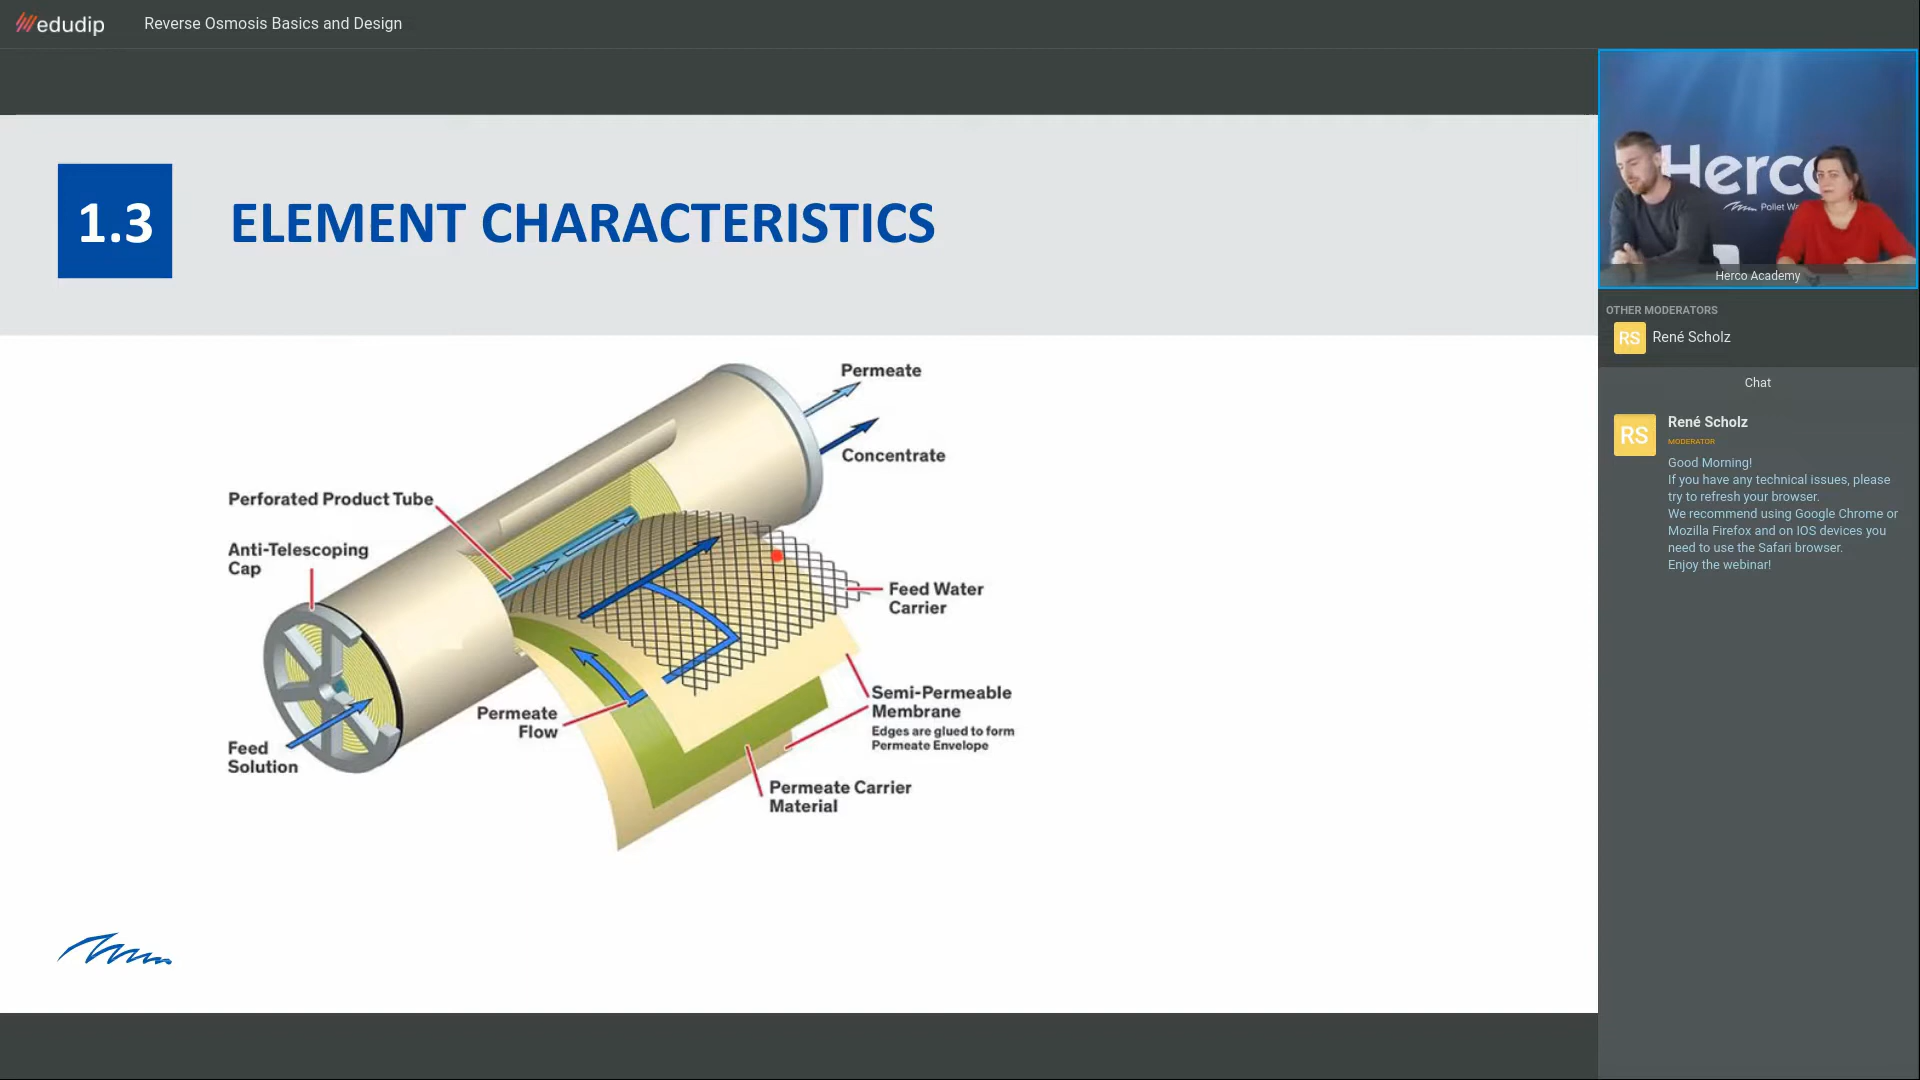 edudip
Reverse Osmosis Basics and Design
1.3
ELEMENT CHARACTERISTICS
Permeate
Concentrate
Perforated Product Tube
Anti-Telescoping
Cap
Feed Water
Carrier
Semi-Permeable
Membrane
Edges are glued to form
Permeate Envelope
Permeate
Flow
Feed
Solution
Permeate Carrier
Material
Herco
Pollet
Herco Academy
OTHER MODERATORS
RS
René Scholz
Chat
RS
René Scholz
MODERATOR
Good Morning!
If you have any technical issues, please
try to refresh your browser.
We recommend using Google Chrome or
Mozilla Firefox and on IOS devices you
need to use the Safari browser.
Enjoy the webinar!